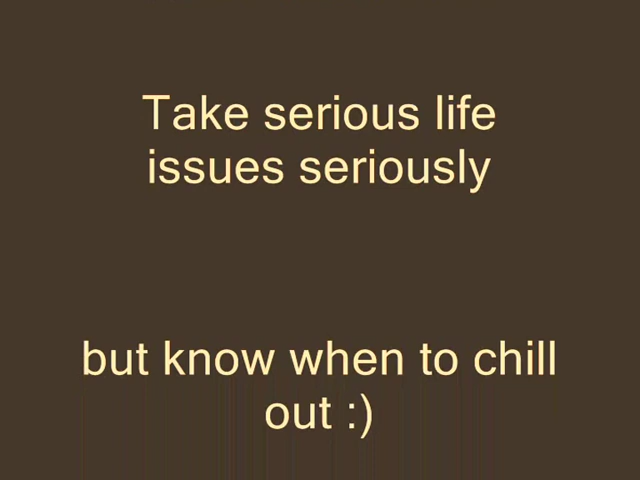 Take serious life
issues seriously
but know when to chill
out :)